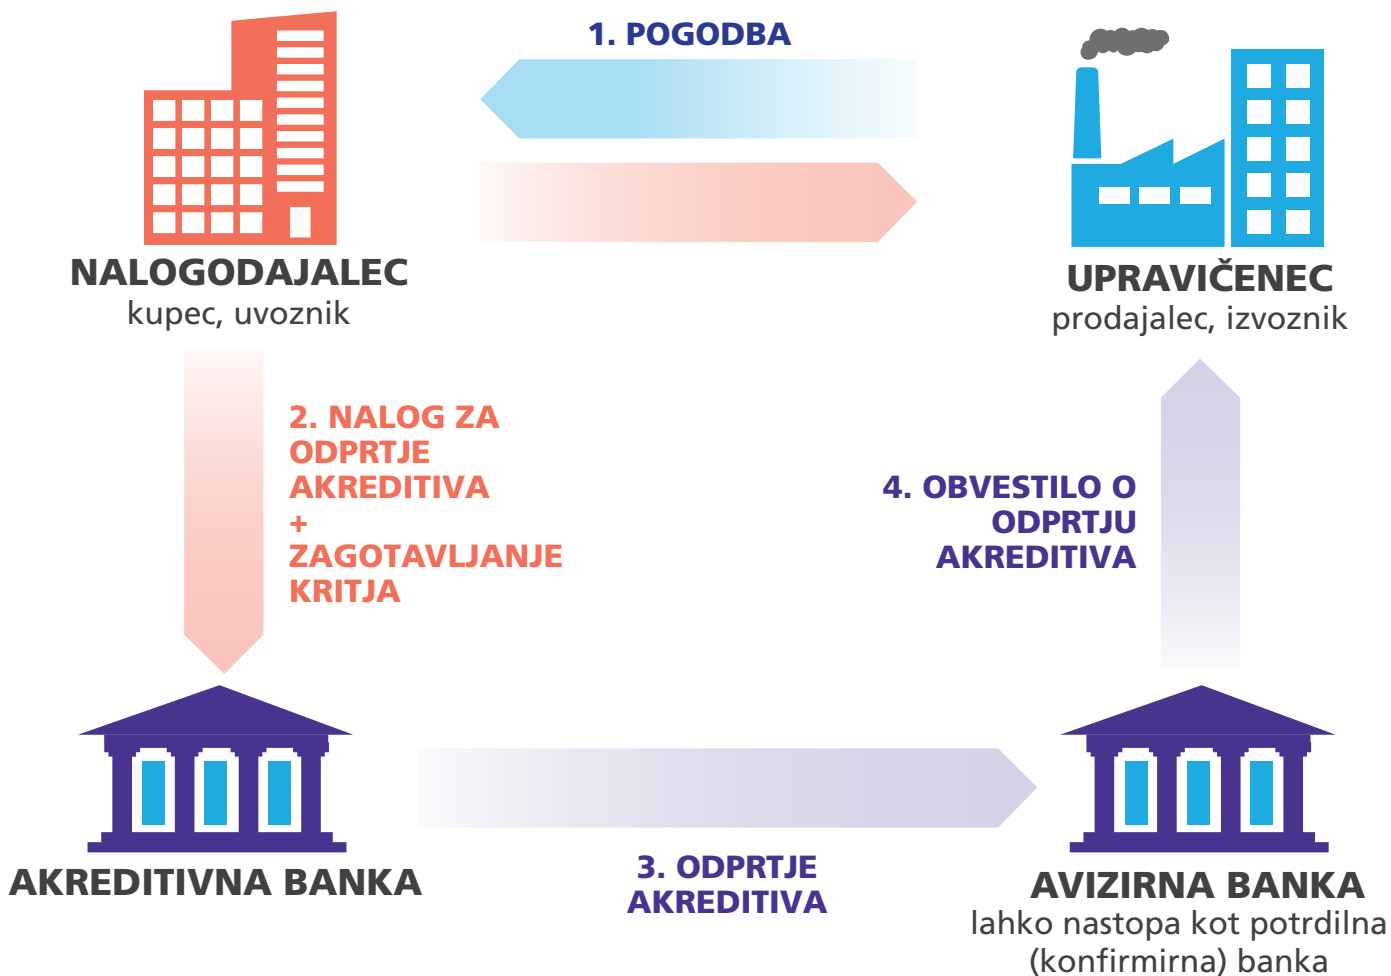 1. POGODBA
NALOGODAJALEC
kupec, uvoznik
UPRAVIČENEC
prodajalec, izvoznik
2. NALOG ZA
ODPRTJE
AKREDITIVA
+
ZAGOTAVLJANJE
KRITJA
4. OBVESTILO O
ODPRTJU
AKREDITIVA
AKREDITIVNA BANKA
3. ODPRTJE
AKREDITIVA
AVIZIRNA BANKA
lahko nastopa kot potrdilna
(konfirmirna) banka